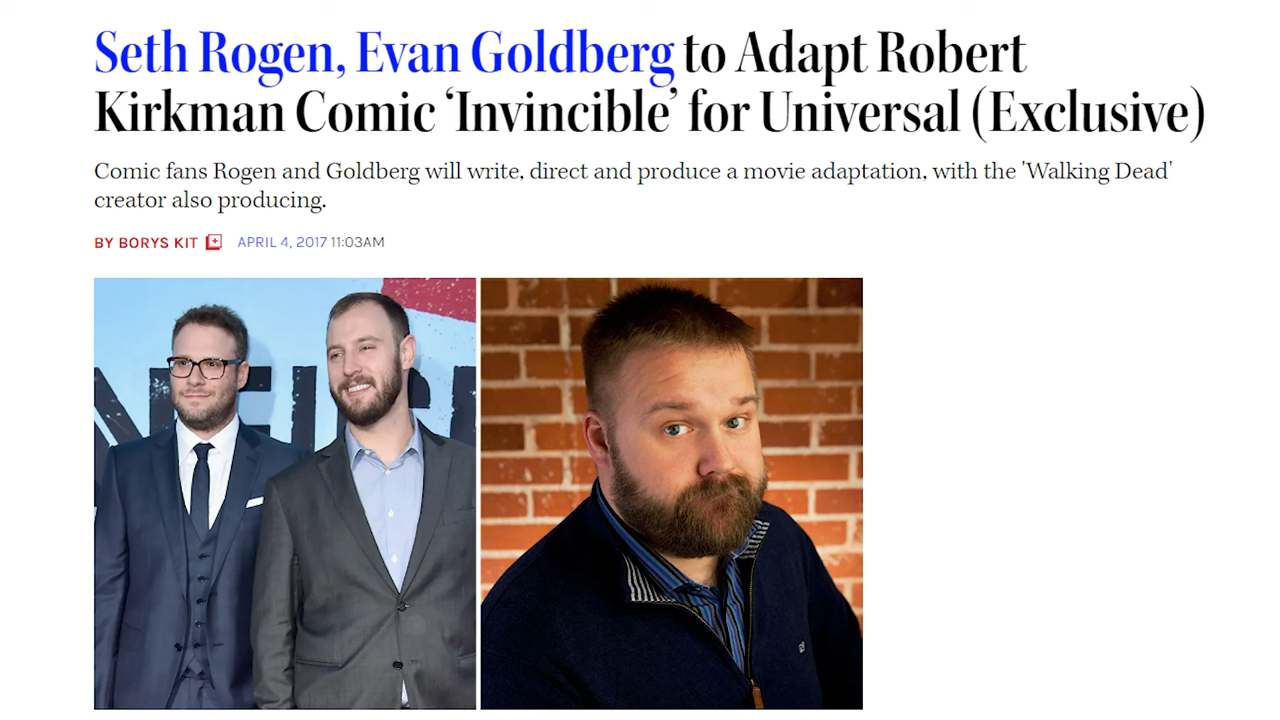 Seth Rogen, Evan Goldberg to Adapt Robert
Kirkman Comic ‘Invincible’ for Universal (Exclusive)
Comic fans Rogen and Goldberg will write, direct and produce a movie adaptation, with the 'Walking Dead'
creator also producing.
BY BORYS KIT APRIL 4, 2017 11:03AM